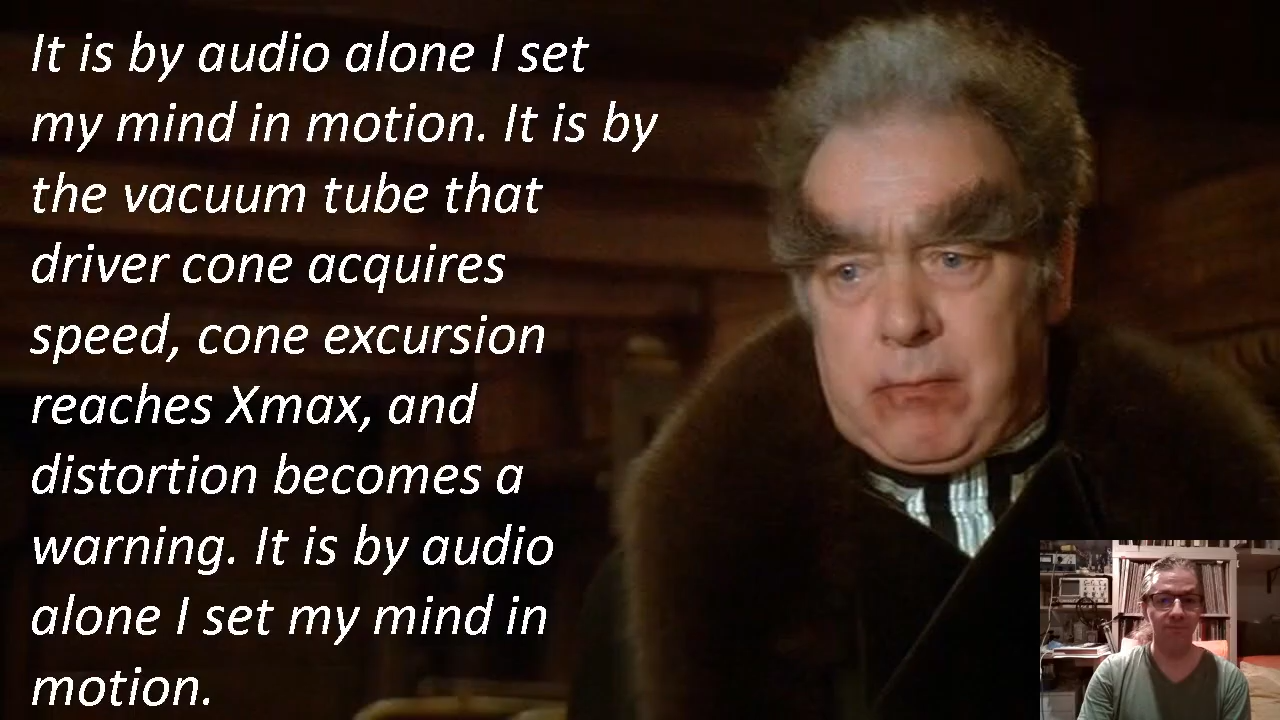 It is by audio alone I set
my mind in motion. It is by
the vacuum tube that
driver cone acquires
speed, cone excursion
reaches Xmax, and
distortion becomes a
warning. It is by audio
alone I set my mind in
motion.